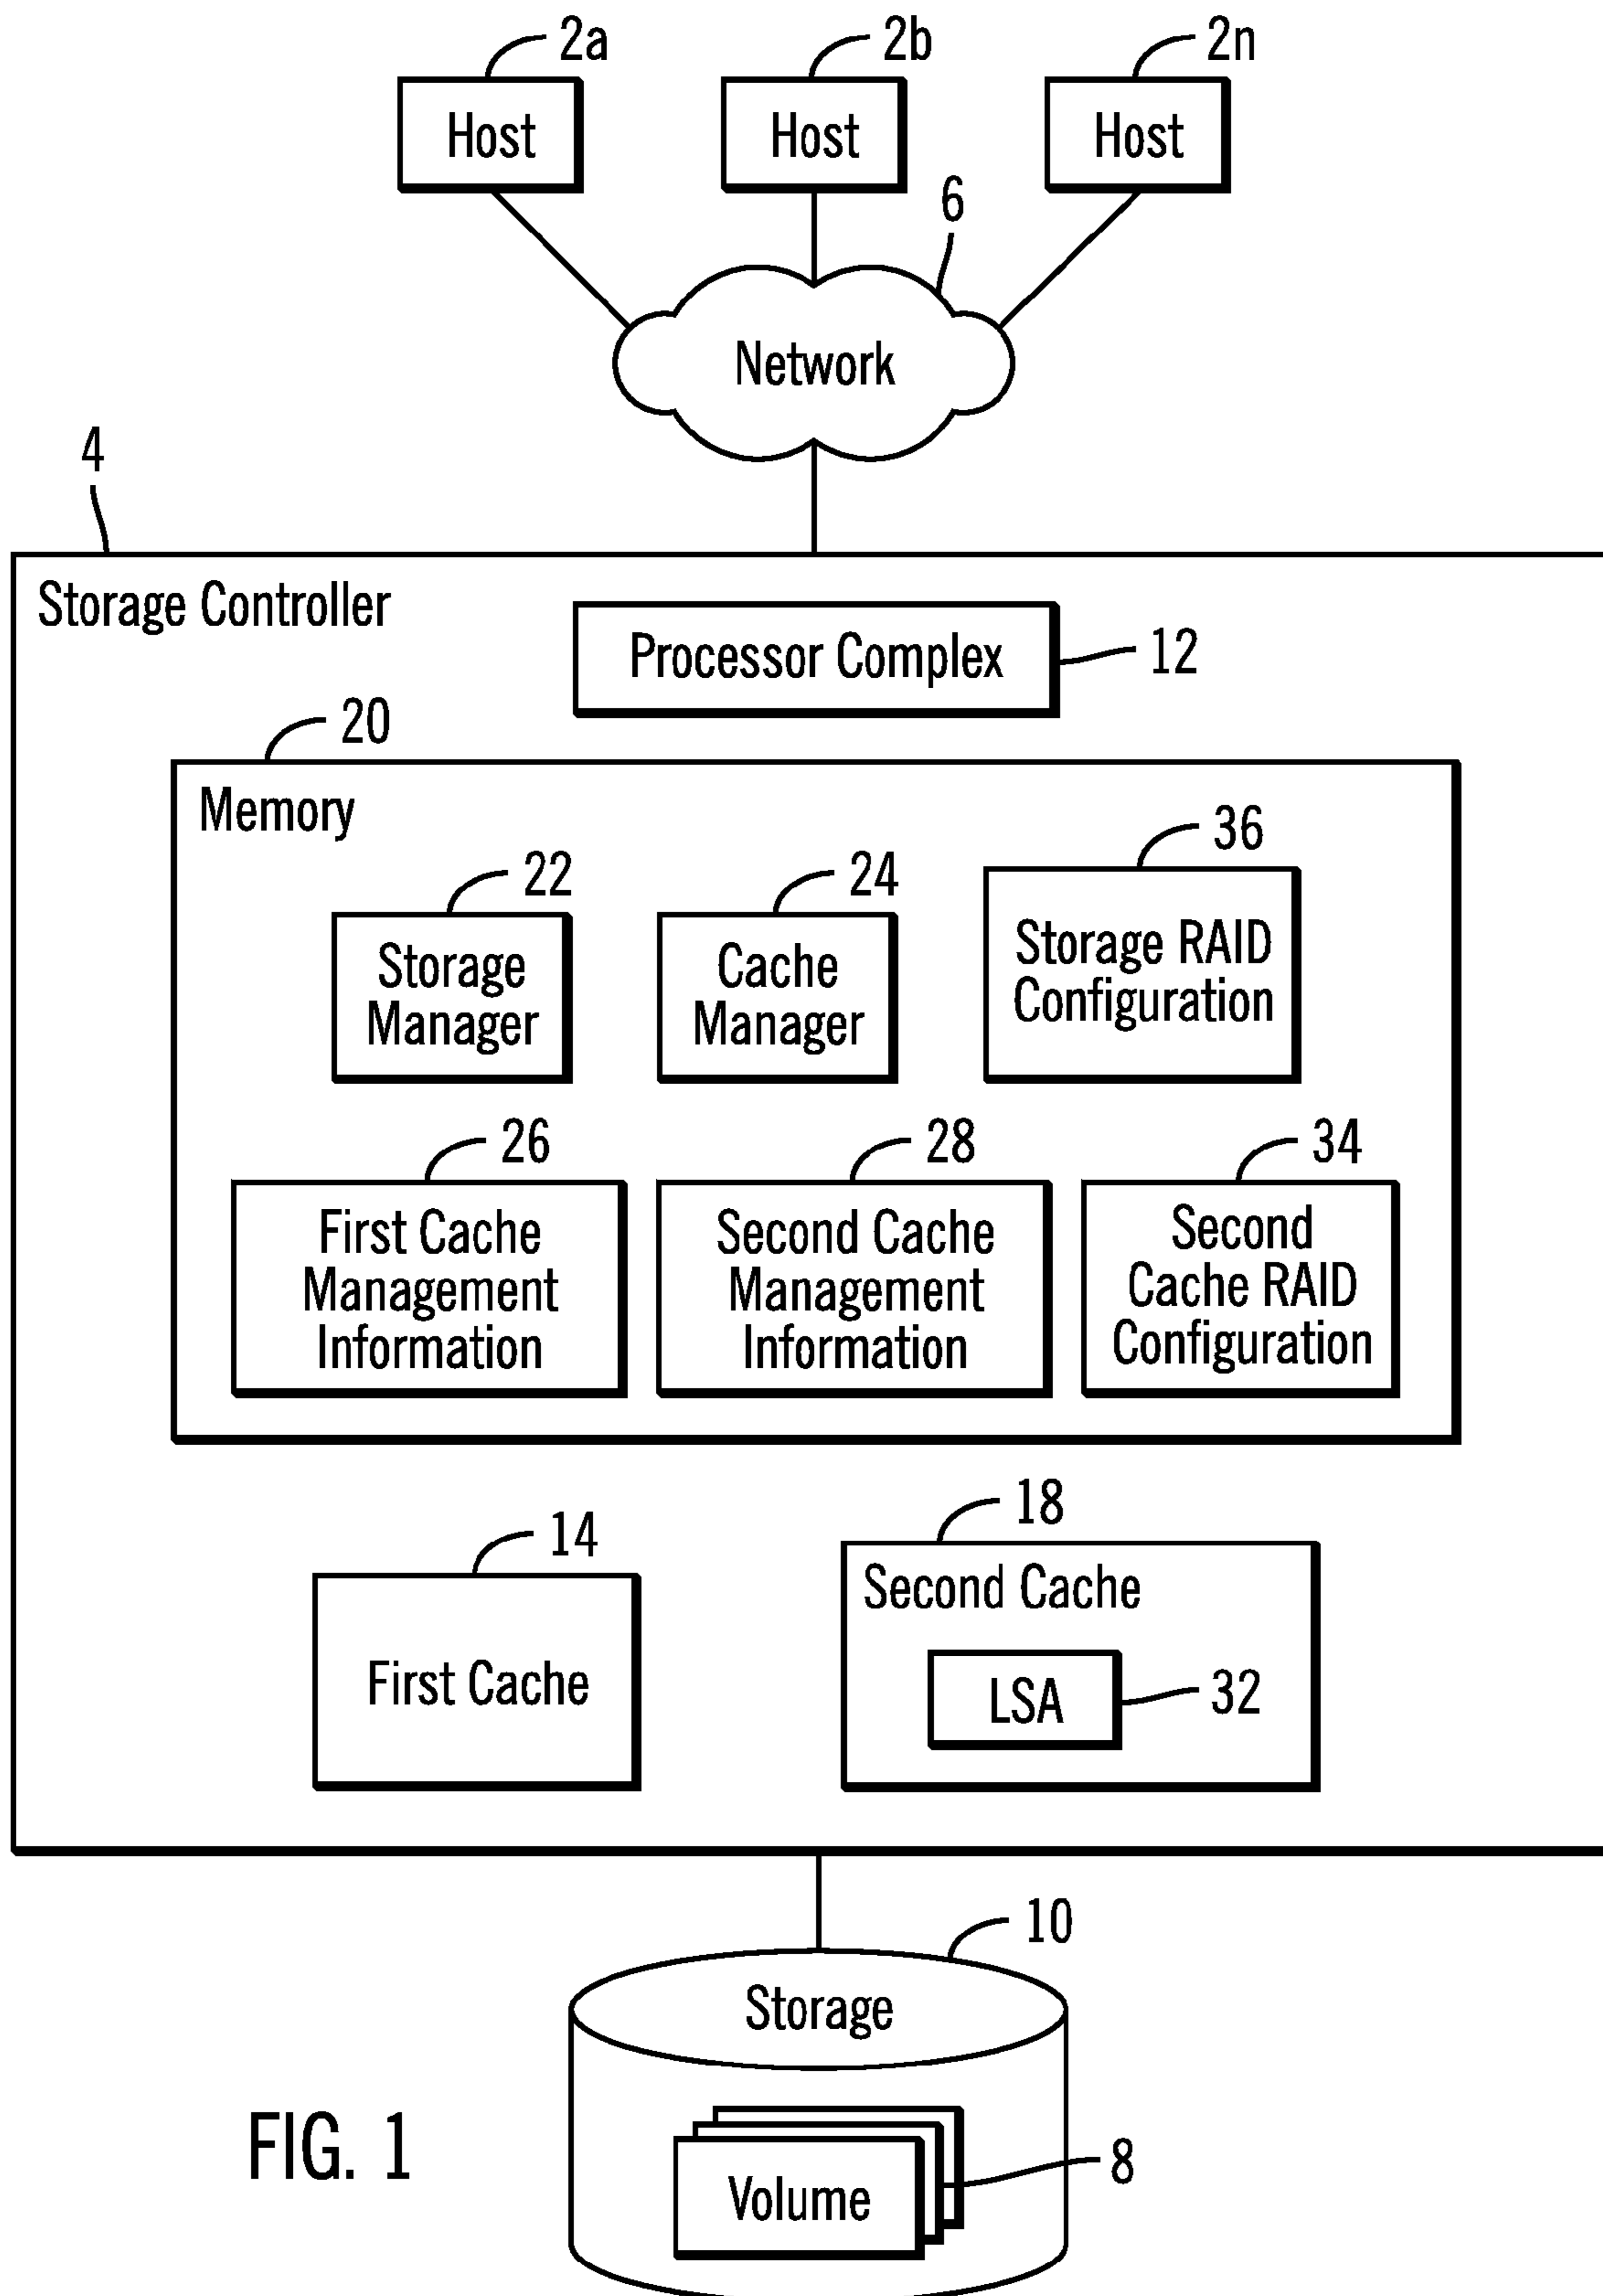 2a
2b
2n
Host
Host
Host
6
Network
4
Storage Controller
Processor Complex
12
20
Memory
22
24
36
Storage
Manager
Cache
Manager
Storage RAID
Configuration
26
28
34
First Cache
Management
Information
Second Cache
Management
Information
Second
Cache RAID
Configuration
14
18
First Cache
Second Cache
LSA
32
10
Storage
Volume
8
FIG. 1